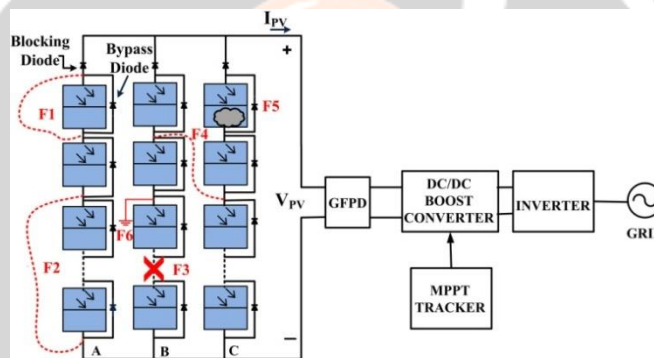 I_PV
Blocking
Diode
Bypass
Diode
+
F1
F4
F5
F2
F6
F3
V_PV
GFPD
DC/DC
BOOST
CONVERTER
INVERTER
MPPT
TRACKER
A
B
C
−